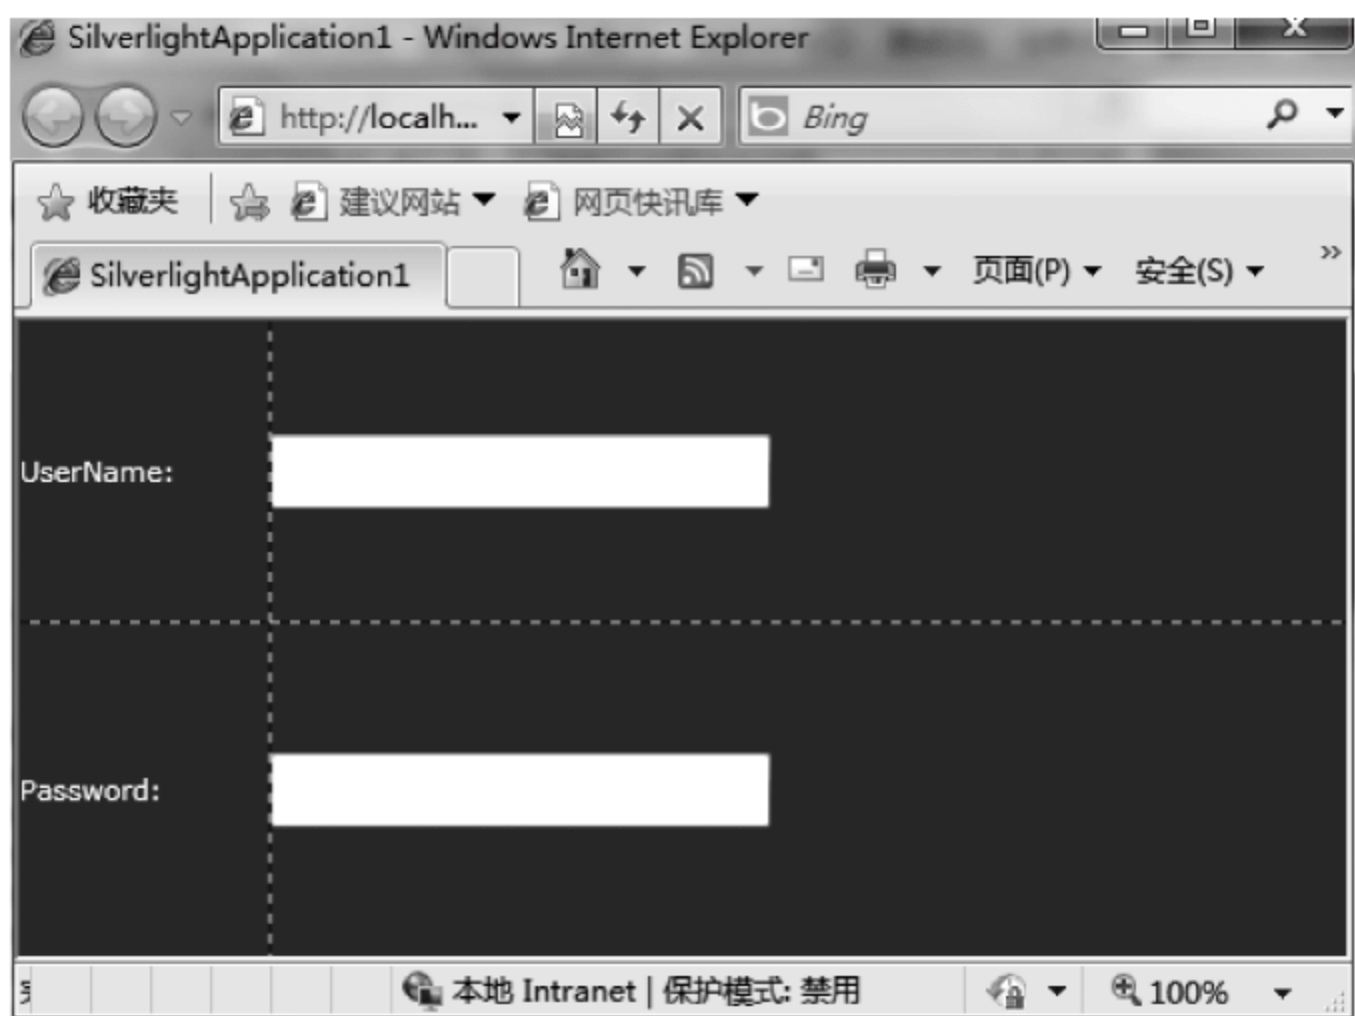 SilverlightApplication1 - Windows Internet Explorer
http://localh... Bing
收藏夹 建议网站 网页快讯库
SilverlightApplication1 页面(P) 安全(S) »
UserName:
Password:
本地 Intranet | 保护模式: 禁用 100%